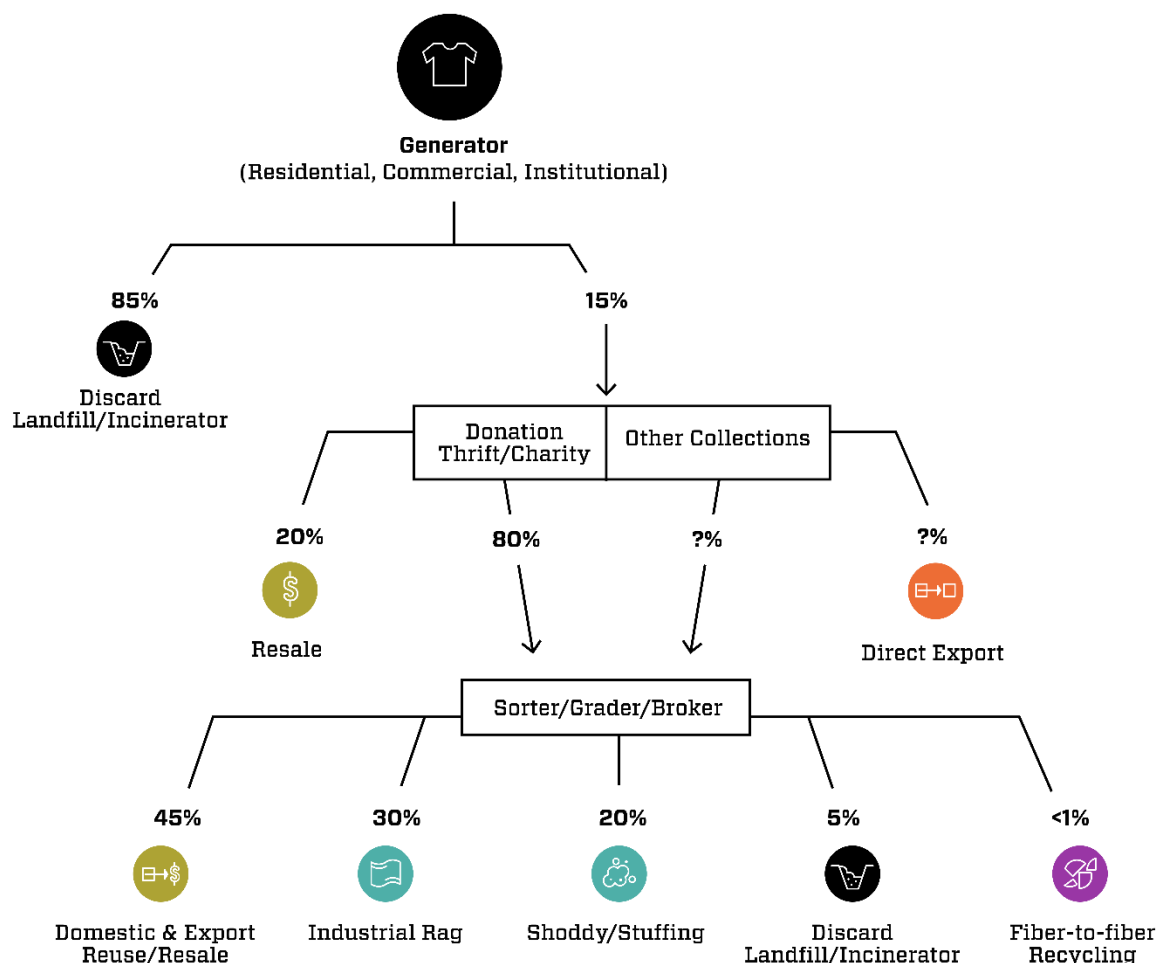 Generator
(Residential, Commercial, Institutional)
85%
15%
Discard
Landfill/Incinerator
Donation
Thrift/Charity
Other Collections
20%
80%
?%
?%
$
Resale
Direct Export
Sorter/Grader/Broker
45%
30%
20%
5%
<1%
$
Domestic & Export
Reuse/Resale
Industrial Rag
Shoddy/Stuffing
Discard
Landfill/Incinerator
Fiber-to-fiber
Recycling